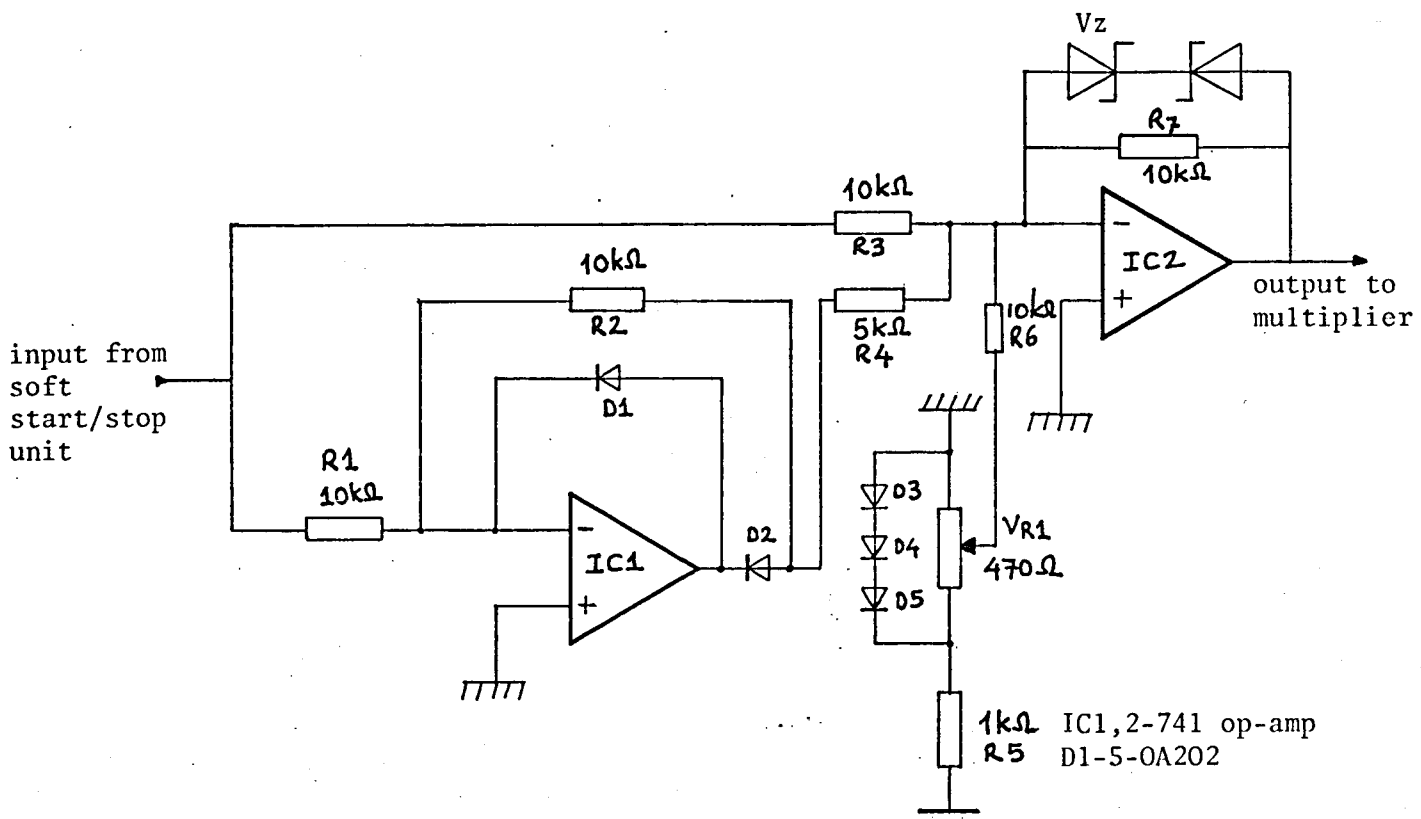 Vz
R7
10kΩ
10kΩ
R3
IC2
−
+
output to
multiplier
10kΩ
R2
5kΩ
R4
10kΩ
R6
input from
soft
start/stop
unit
D1
R1
10kΩ
D3
D4
D5
VR1
470Ω
−
IC1
+
D2
1kΩ
R5
IC1,2-741 op-amp
D1-5-OA202